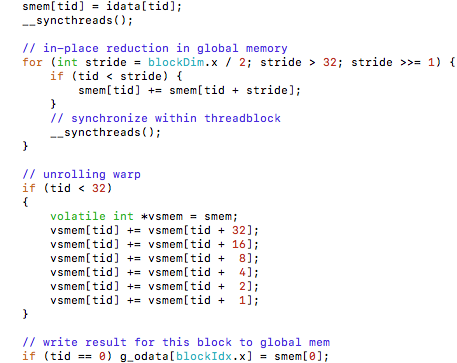 smem[tid] = idata[tid];
__syncthreads();
// in-place reduction in global memory
for (int stride = blockDim.x / 2; stride > 32; stride >>= 1) {
if (tid < stride) {
smem[tid] += smem[tid + stride];
}
// synchronize within threadblock
__syncthreads();
}
// unrolling warp
if (tid < 32)
{
volatile int *vsmem = smem;
vsmem[tid] += vsmem[tid + 32];
vsmem[tid] += vsmem[tid + 16];
vsmem[tid] += vsmem[tid +  8];
vsmem[tid] += vsmem[tid +  4];
vsmem[tid] += vsmem[tid +  2];
vsmem[tid] += vsmem[tid +  1];
}
// write result for this block to global mem
if (tid == 0) g_odata[blockIdx.x] = smem[0];